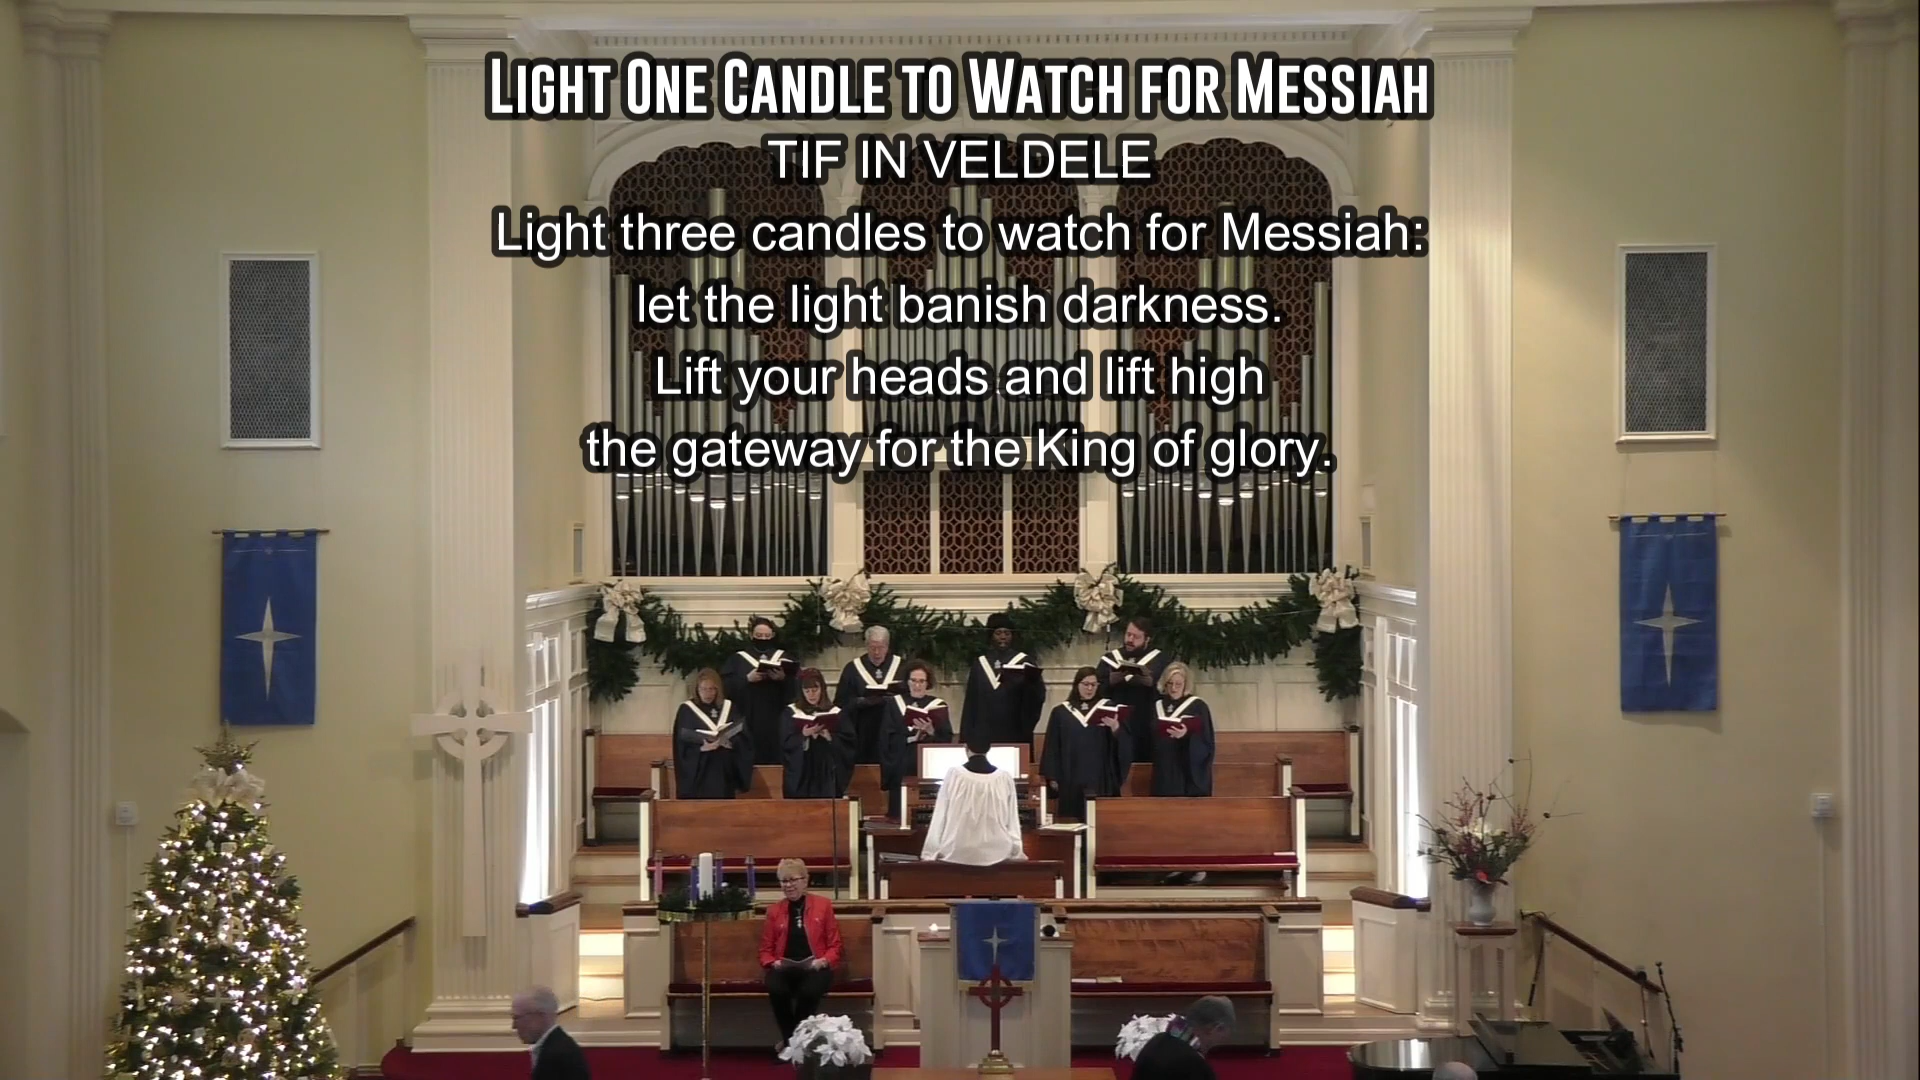 LIGHT ONE CANDLE TO WATCH FOR MESSIAH
TIF IN VELDELE
Light three candles to watch for Messiah:
let the light banish darkness.
Lift your heads and lift high
the gateway for the King of glory.